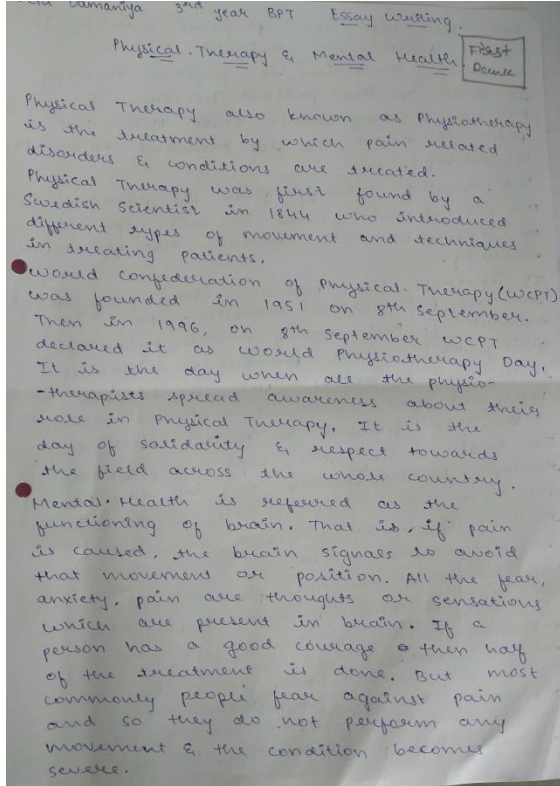 Damaniya 3rd year BPT Essay Writing.
Physical Therapy & Mental Health
First
Rank
Physical Therapy also known as Physiotherapy
is the treatment by which pain related
disorders & conditions are treated.
Physical Therapy was first found by a
Swedish Scientist in 1844 who introduced
different types of movement and techniques
in treating patients.
World Confederation of Physical Therapy (WCPT)
was founded in 1951 on 8th September.
Then in 1996, on 8th September WCPT
declared it as World Physiotherapy Day.
It is the day when all the physio-
-therapists spread awareness about their
role in Physical Therapy. It is the
day of solidarity & respect towards
the field across the whole country.
Mental Health is referred as the
functioning of brain. That is, if pain
is caused, the brain signals to avoid
that movement or position. All the fear,
anxiety, pain are thoughts or sensations
which are present in brain. If a
person has a good courage then half
of the treatment is done. But most
commonly people fear against pain
and so they do not perform any
movement & the condition becomes
severe.